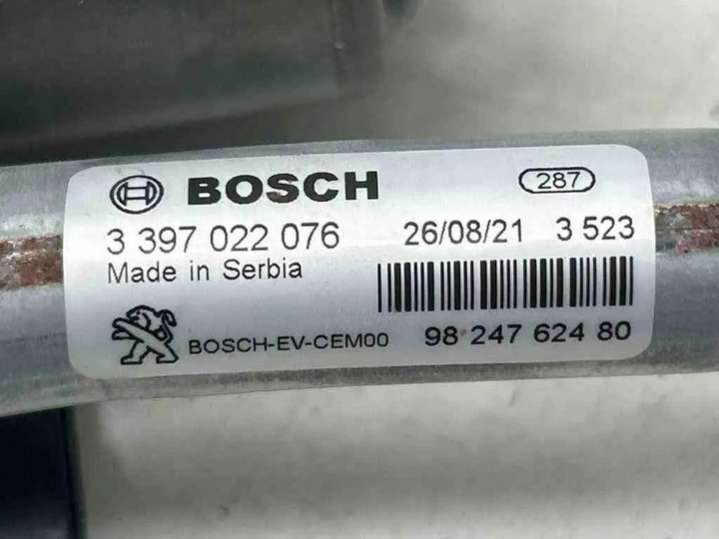 BOSCH 287
3 397 022 076 26/08/21 3 523
Made in Serbia
BOSCH-EV-CEM00 98 247 624 80